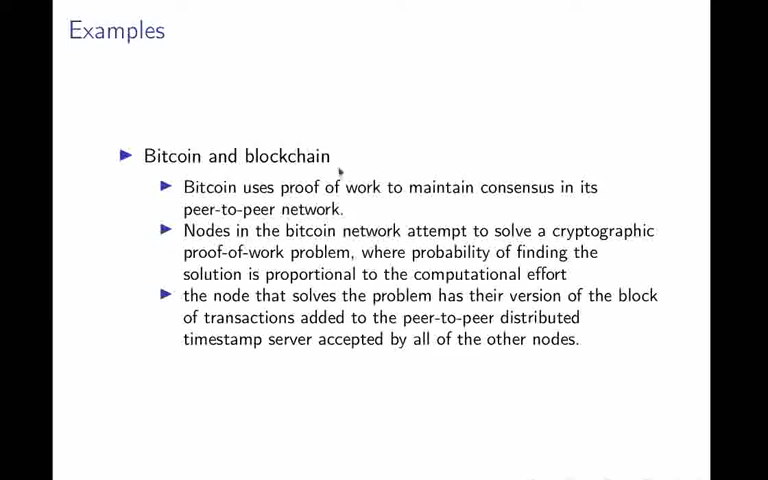 Examples
Bitcoin and blockchain
Bitcoin uses proof of work to maintain consensus in its
peer-to-peer network.
Nodes in the bitcoin network attempt to solve a cryptographic
proof-of-work problem, where probability of finding the
solution is proportional to the computational effort
the node that solves the problem has their version of the block
of transactions added to the peer-to-peer distributed
timestamp server accepted by all of the other nodes.